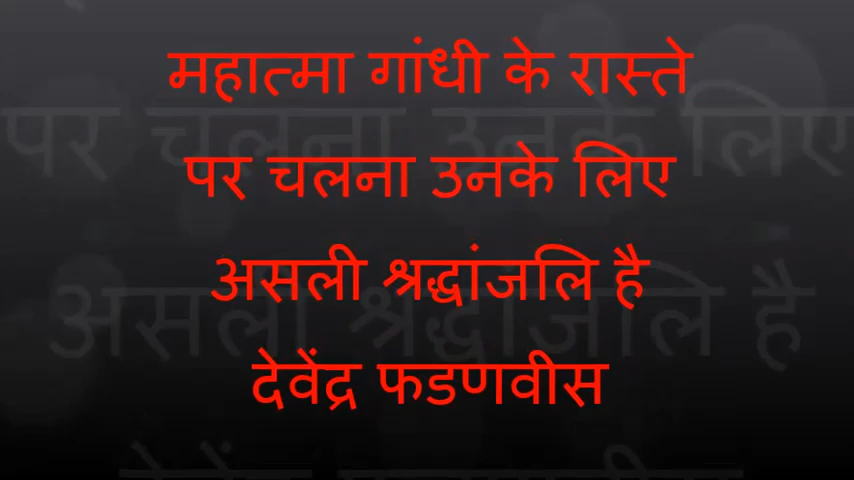 महात्मा गांधी के रास्ते
पर चलना उनके लिए
असली श्रद्धांजलि है
देवेंद्र फडणवीस